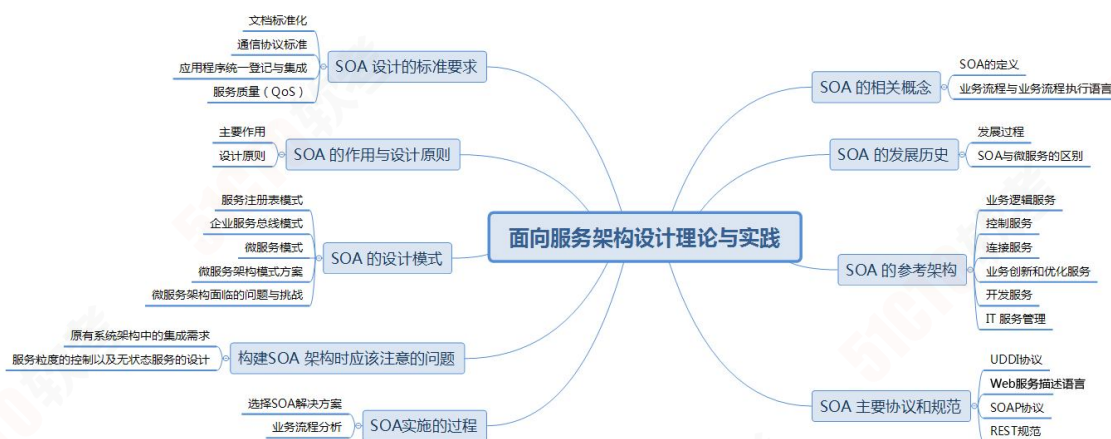 面向服务架构设计理论与实践
SOA 设计的标准要求
文档标准化
通信协议标准
应用程序统一登记与集成
服务质量（QoS）
SOA 的作用与设计原则
主要作用
设计原则
SOA 的设计模式
服务注册表模式
企业服务总线模式
微服务模式
微服务架构模式方案
微服务架构面临的问题与挑战
构建SOA 架构时应该注意的问题
原有系统架构中的集成需求
服务粒度的控制以及无状态服务的设计
SOA实施的过程
选择SOA解决方案
业务流程分析
SOA 的相关概念
SOA的定义
业务流程与业务流程执行语言
SOA 的发展历史
发展过程
SOA与微服务的区别
SOA 的参考架构
业务逻辑服务
控制服务
连接服务
业务创新和优化服务
开发服务
IT 服务管理
SOA 主要协议和规范
UDDI协议
Web服务描述语言
SOAP协议
REST规范